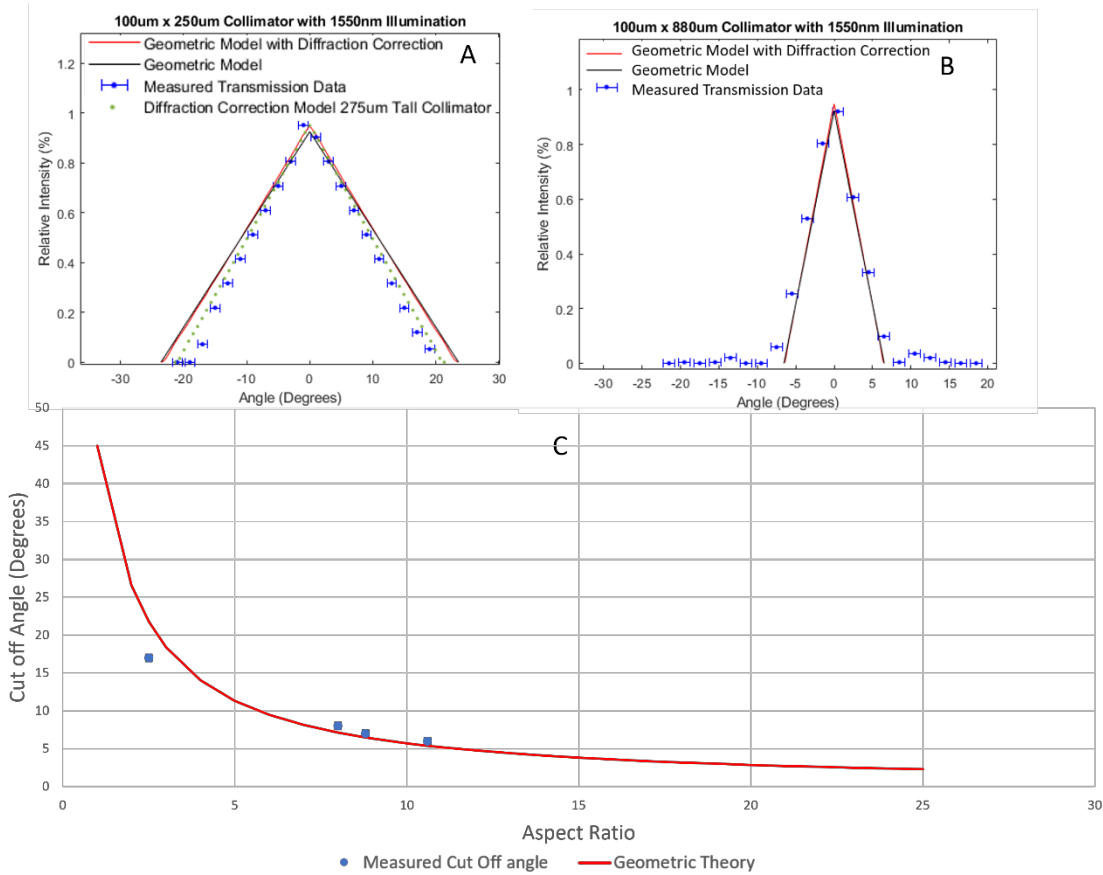 100um x 250um Collimator with 1550nm Illumination
Geometric Model with Diffraction Correction
Geometric Model
Measured Transmission Data
Diffraction Correction Model 275um Tall Collimator
A
Relative Intensity (%)
1.2
1
0.8
0.6
0.4
0.2
0
-30 -20 -10 0 10 20 30
Angle (Degrees)
100um x 880um Collimator with 1550nm Illumination
Geometric Model with Diffraction Correction
Geometric Model
Measured Transmission Data
B
Relative Intensity (%)
1
0.8
0.6
0.4
0.2
0
-30 -25 -20 -15 -10 -5 0 5 10 15 20
Angle (Degrees)
C
Cut off Angle (Degrees)
50
45
40
35
30
25
20
15
10
5
0
0 5 10 15 20 25 30
Aspect Ratio
Measured Cut Off angle Geometric Theory